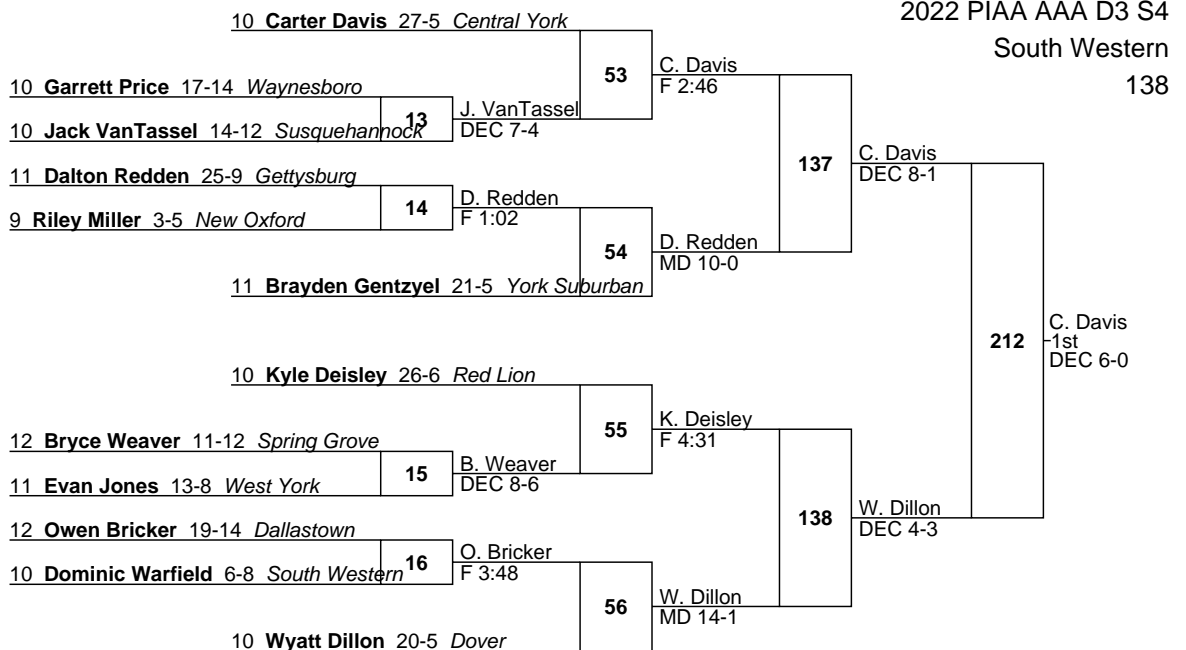 2022 PIAA AAA D3 S4
South Western
138
10 Carter Davis 27-5 Central York
53
C. Davis
F 2:46
10 Garrett Price 17-14 Waynesboro
13
J. VanTassel
DEC 7-4
10 Jack VanTassel 14-12 Susquehannock
137
C. Davis
DEC 8-1
11 Dalton Redden 25-9 Gettysburg
14
D. Redden
F 1:02
9 Riley Miller 3-5 New Oxford
54
D. Redden
MD 10-0
11 Brayden Gentzyel 21-5 York Suburban
212
C. Davis
1st
DEC 6-0
10 Kyle Deisley 26-6 Red Lion
55
K. Deisley
F 4:31
12 Bryce Weaver 11-12 Spring Grove
15
B. Weaver
DEC 8-6
11 Evan Jones 13-8 West York
138
W. Dillon
DEC 4-3
12 Owen Bricker 19-14 Dallastown
16
O. Bricker
F 3:48
10 Dominic Warfield 6-8 South Western
56
W. Dillon
MD 14-1
10 Wyatt Dillon 20-5 Dover